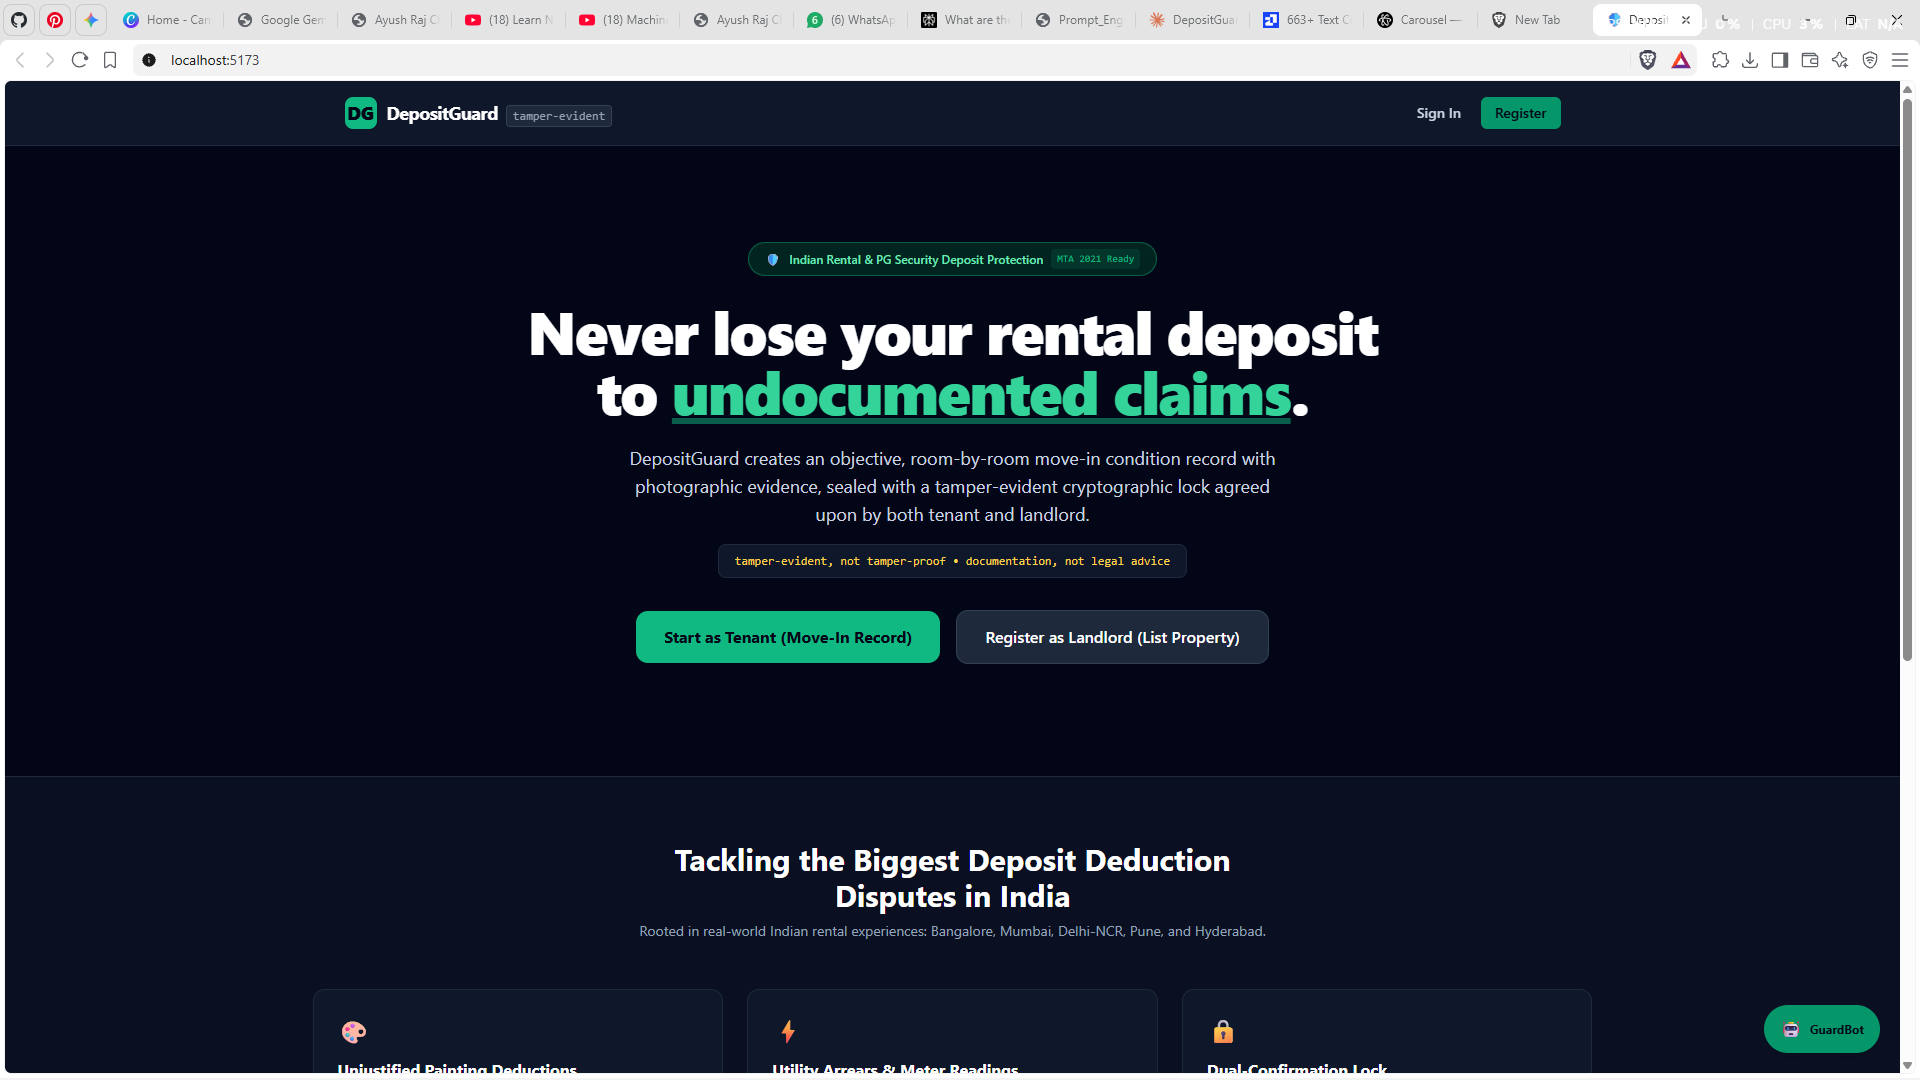 Home - Can
Google Gem
Ayush Raj C
(18) Learn N
(18) Machin
Ayush Raj C
(6) WhatsAp
What are the
Prompt_Eng
DepositGua
663+ Text C
Carousel —
New Tab
Deposit
0 %
CPU 3 %
N/A
localhost:5173
DG DepositGuard tamper-evident
Sign In
Register
Indian Rental & PG Security Deposit Protection MTA 2021 Ready
Never lose your rental deposit
to undocumented claims.
DepositGuard creates an objective, room-by-room move-in condition record with
photographic evidence, sealed with a tamper-evident cryptographic lock agreed
upon by both tenant and landlord.
tamper-evident, not tamper-proof • documentation, not legal advice
Start as Tenant (Move-In Record)
Register as Landlord (List Property)
Tackling the Biggest Deposit Deduction
Disputes in India
Rooted in real-world Indian rental experiences: Bangalore, Mumbai, Delhi-NCR, Pune, and Hyderabad.
Unjustified Painting Deductions
Utility Arrears & Meter Readings
Dual-Confirmation Lock
GuardBot